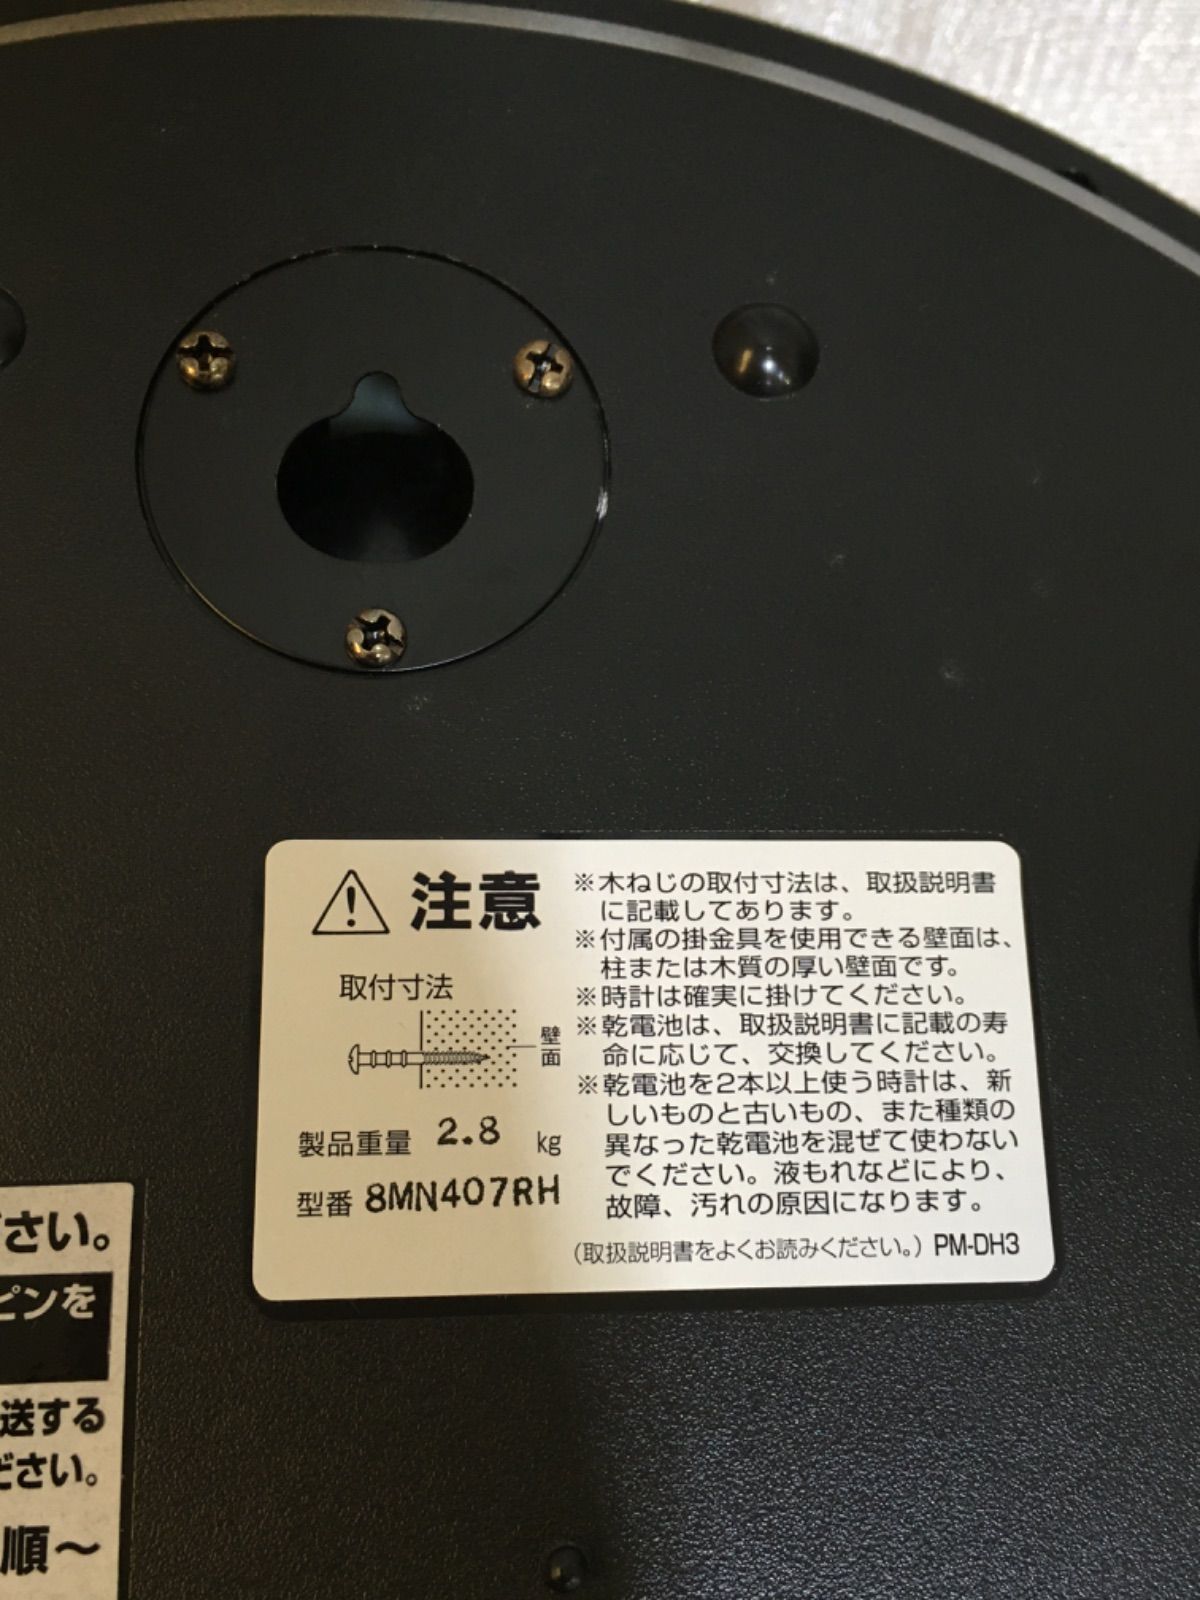 注意
取付寸法
壁
面
製品重量 2.8 kg
型番 8MN407RH
※木ねじの取付寸法は、取扱説明書
に記載してあります。
※付属の掛金具を使用できる壁面は、
柱または木質の厚い壁面です。
※時計は確実に掛けてください。
※乾電池は、取扱説明書に記載の寿
命に応じて、交換してください。
※乾電池を2本以上使う時計は、新
しいものと古いもの、また種類の
異なった乾電池を混ぜて使わない
でください。液もれなどにより、
故障、汚れの原因になります。
(取扱説明書をよくお読みください。) PM-DH3
さい。
ピンを
送する
ださい。
順〜